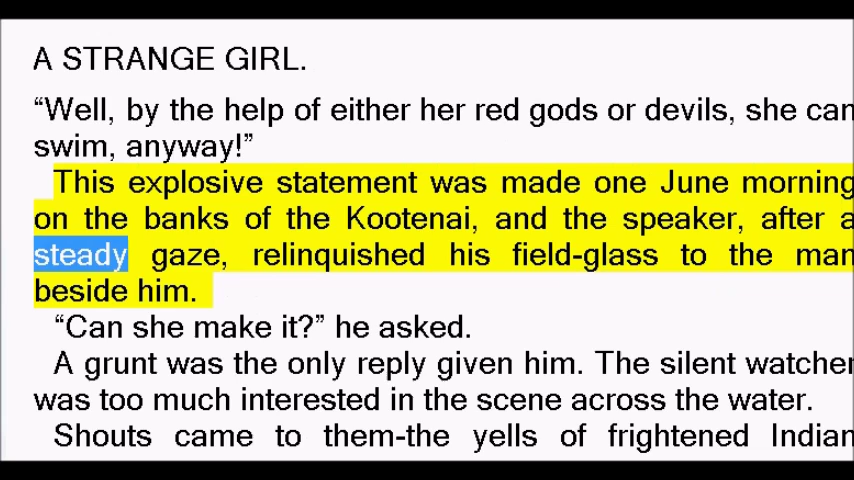 A STRANGE GIRL.
“Well, by the help of either her red gods or devils, she can
swim, anyway!”
This explosive statement was made one June morning
on the banks of the Kootenai, and the speaker, after a
steady gaze, relinquished his field-glass to the man
beside him.
“Can she make it?” he asked.
A grunt was the only reply given him. The silent watcher
was too much interested in the scene across the water.
Shouts came to them-the yells of frightened Indian